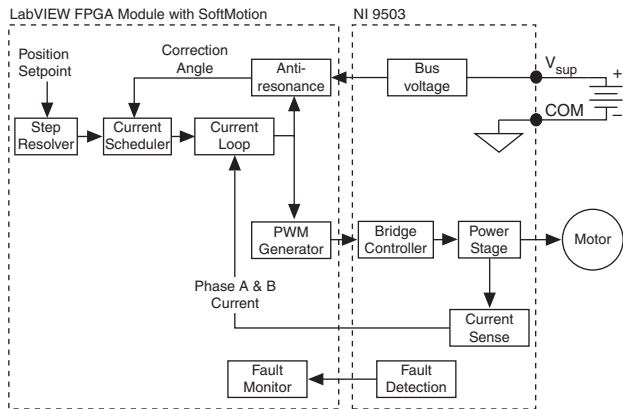 LabVIEW FPGA Module with SoftMotion
NI 9503
Position
Setpoint
Correction
Angle
Anti-
resonance
Bus
voltage
Vsup
+
−
COM
Step
Resolver
Current
Scheduler
Current
Loop
PWM
Generator
Bridge
Controller
Power
Stage
Motor
Phase A & B
Current
Current
Sense
Fault
Monitor
Fault
Detection